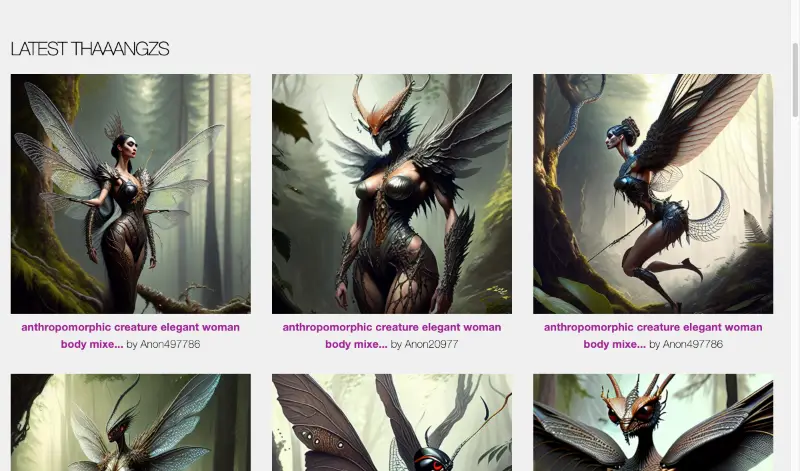 LATEST THAAANGZS
anthropomorphic creature elegant woman
body mixe... by Anon497786
anthropomorphic creature elegant woman
body mixe... by Anon20977
anthropomorphic creature elegant woman
body mixe... by Anon497786